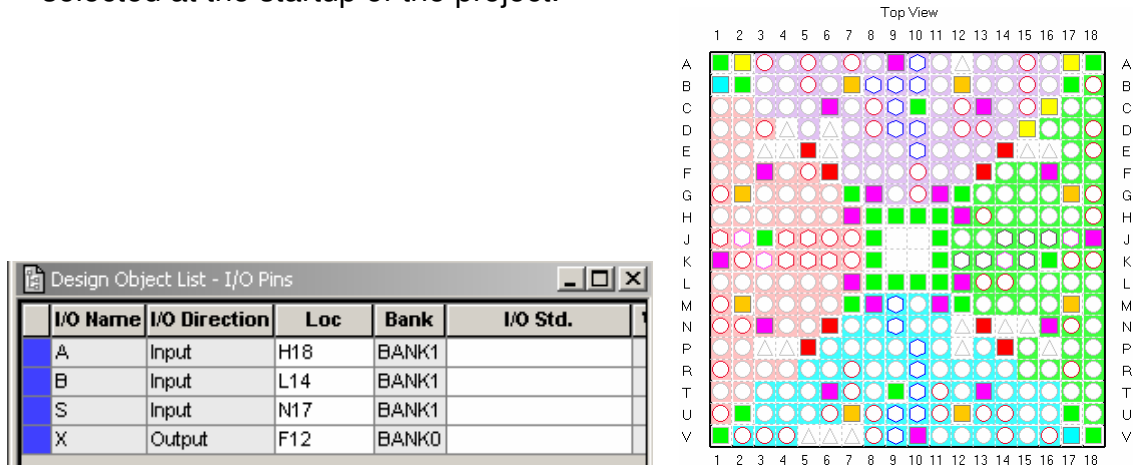 selected at the startup of the project.
Top View
1 2 3 4 5 6 7 8 9 10 11 12 13 14 15 16 17 18
A A
B B
C C
D D
E E
F F
G G
H H
J J
K K
L L
M M
N N
P P
R R
T T
U U
V V
1 2 3 4 5 6 7 8 9 10 11 12 13 14 15 16 17 18
Design Object List - I/O Pins
I/O Name I/O Direction Loc Bank I/O Std.
A Input H18 BANK1
B Input L14 BANK1
S Input N17 BANK1
X Output F12 BANK0